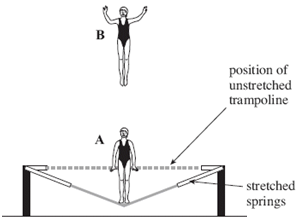 B
position of
unstretched
trampoline
A
stretched
springs